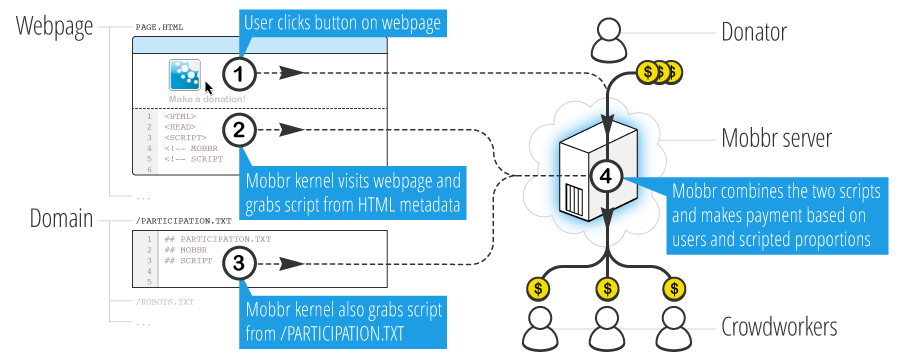 Webpage
PAGE.HTML
User clicks button on webpage
1
Make a donation!
1 <HTML>
2 <HEAD>
3 <SCRIPT>
4 <!-- MOBBR
5 <!-- SCRIPT
6
2
Mobbr kernel visits webpage and
grabs script from HTML metadata
...
Domain
/PARTICIPATION.TXT
1 ## PARTICIPATION.TXT
2 ## MOBBR
3 ## SCRIPT
4
5
3
Mobbr kernel also grabs script
from /PARTICIPATION.TXT
/ROBOTS.TXT
...
Donator
$ $ $
Mobbr server
4
Mobbr combines the two scripts
and makes payment based on
users and scripted proportions
$ $ $
Crowdworkers